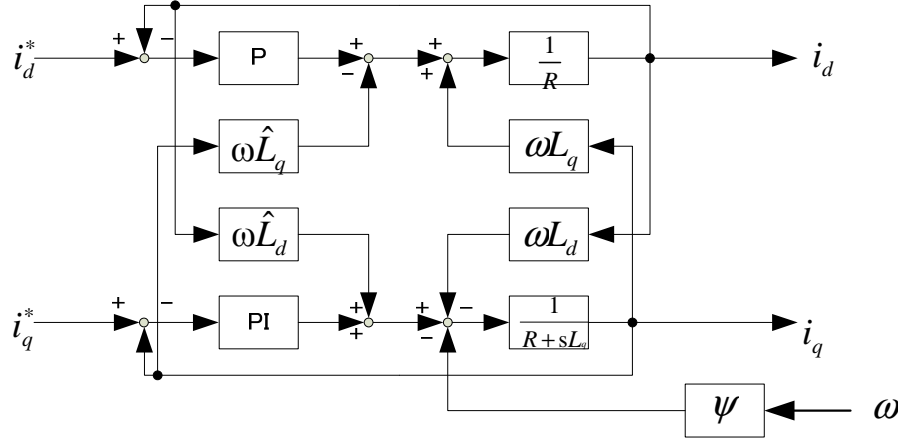 + − + + 1
i_d^* P − + R i_d
ωL̂_q ωL_q
ωL̂_d ωL_d
+ − + + − 1
i_q^* PI + − R + sL_q i_q
ψ ω